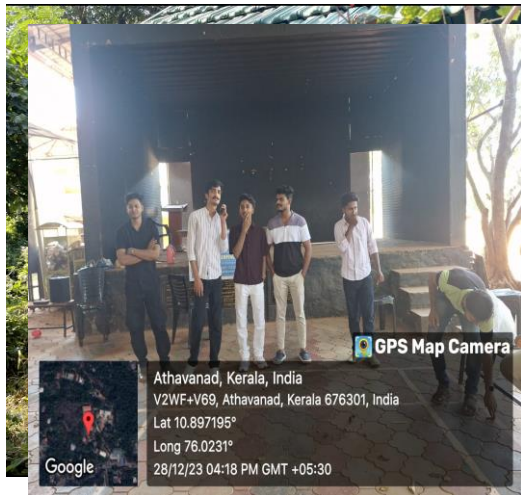 GPS Map Camera
Athavanad, Kerala, India
V2WF+V69, Athavanad, Kerala 676301, India
Lat 10.897195°
Long 76.0231°
28/12/23 04:18 PM GMT +05:30
Google